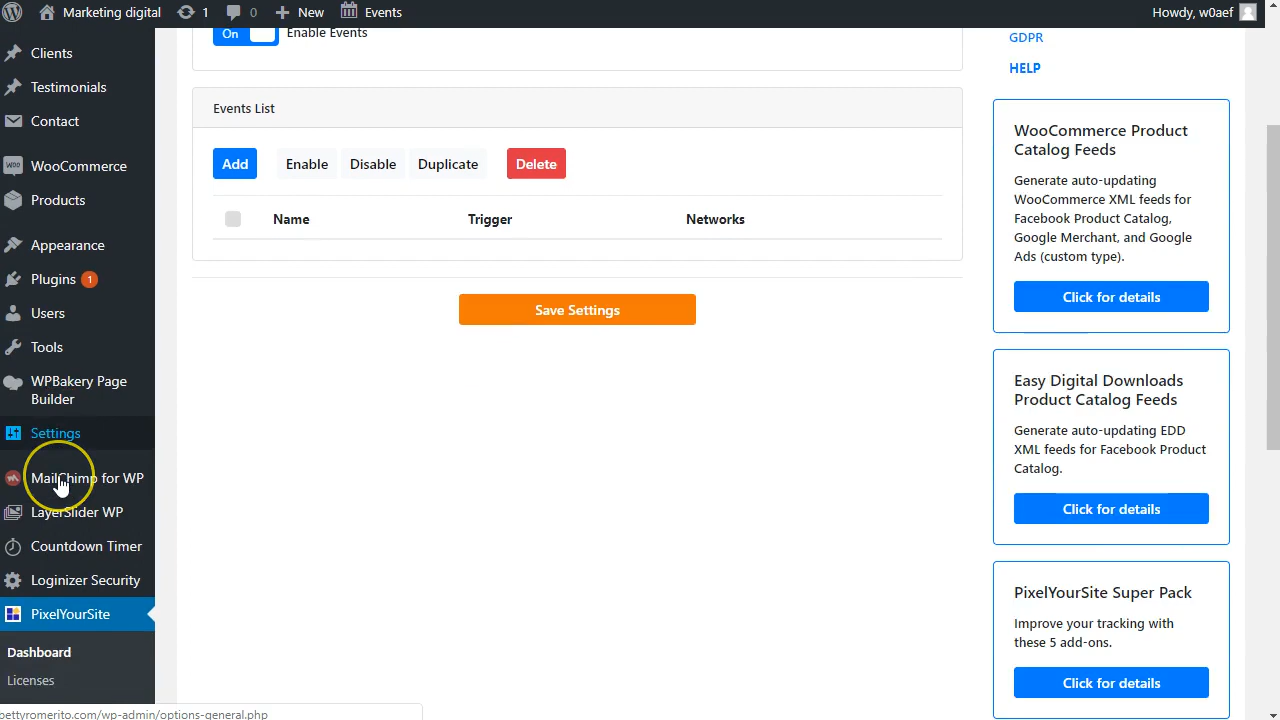 Marketing digital 1 0 New Events Howdy, w0aef
Clients
Testimonials
Contact
WooCommerce
Products
Appearance
Plugins 1
Users
Tools
WPBakery Page
Builder
Settings
MailChimp for WP
LayerSlider WP
Countdown Timer
Loginizer Security
PixelYourSite
Dashboard
Licenses
bettyromerito.com/wp-admin/options-general.php
On Enable Events
Events List
Add Enable Disable Duplicate Delete
Name Trigger Networks
Save Settings
GDPR
HELP
WooCommerce Product
Catalog Feeds
Generate auto-updating
WooCommerce XML feeds for
Facebook Product Catalog,
Google Merchant, and Google
Ads (custom type).
Click for details
Easy Digital Downloads
Product Catalog Feeds
Generate auto-updating EDD
XML feeds for Facebook Product
Catalog.
Click for details
PixelYourSite Super Pack
Improve your tracking with
these 5 add-ons.
Click for details